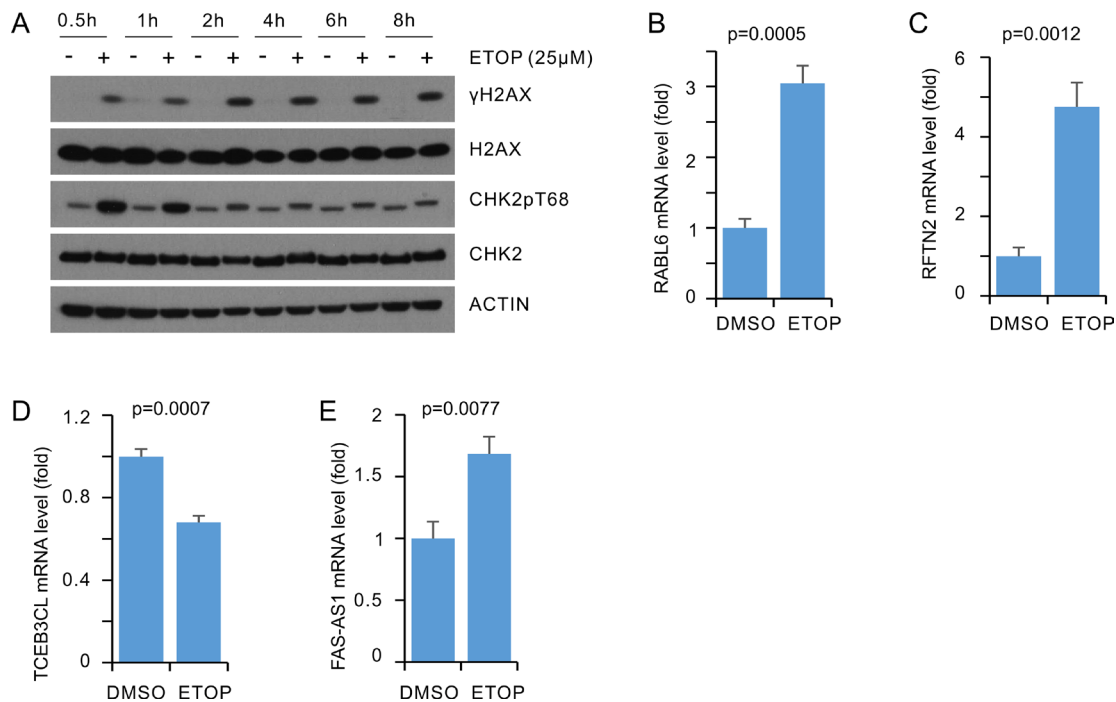 A
0.5h 1h 2h 4h 6h 8h
- + - + - + - + - + - + ETOP (25μM)
γH2AX
H2AX
CHK2pT68
CHK2
ACTIN
B
p=0.0005
RABL6 mRNA level (fold)
3
2
1
0
DMSO ETOP
C
p=0.0012
RFTN2 mRNA level (fold)
6
4
2
0
DMSO ETOP
D
p=0.0007
TCEB3CL mRNA level (fold)
1.2
0.8
0.4
0
DMSO ETOP
E
p=0.0077
FAS-AS1 mRNA level (fold)
2
1.5
1
0.5
0
DMSO ETOP